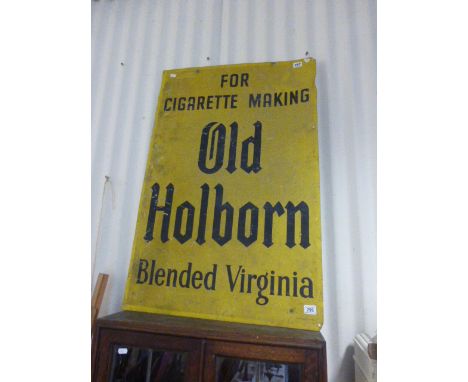 FOR
CIGARETTE MAKING
Old
Holborn
Blended Virginia